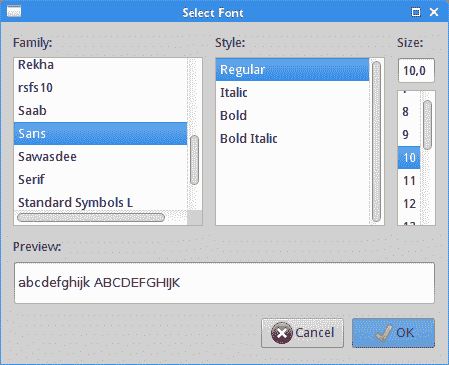 Select Font
Family:
Style:
Size:
Rekha
rsfs10
Saab
Sans
Sawasdee
Serif
Standard Symbols L
Regular
Italic
Bold
Bold Italic
10,0
8
9
10
11
12
Preview:
abcdefghijk ABCDEFGHIJK
Cancel
OK